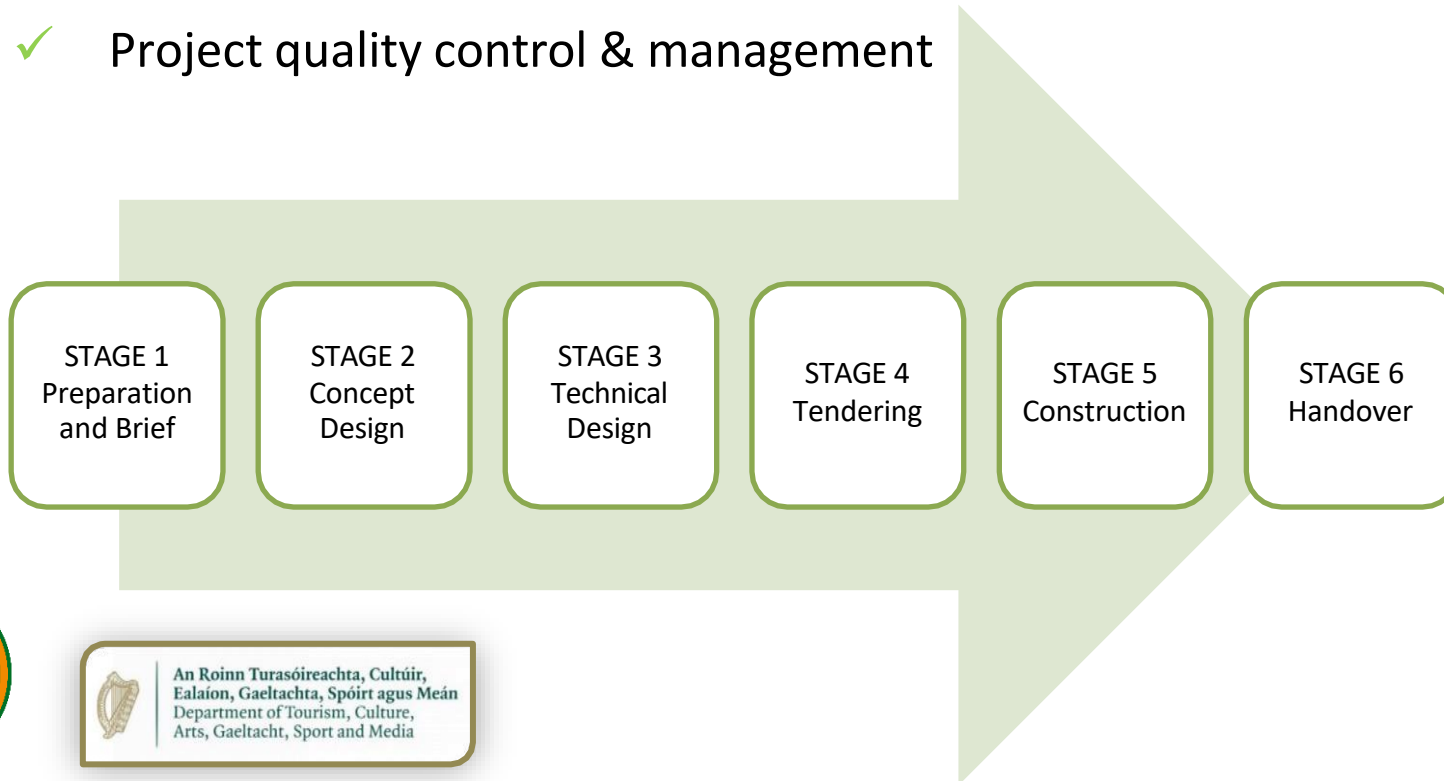 ✓ Project quality control & management
STAGE 1
Preparation
and Brief
STAGE 2
Concept
Design
STAGE 3
Technical
Design
STAGE 4
Tendering
STAGE 5
Construction
STAGE 6
Handover
An Roinn Turasóireachta, Cultúir,
Ealaíon, Gaeltachta, Spóirt agus Meán
Department of Tourism, Culture,
Arts, Gaeltacht, Sport and Media